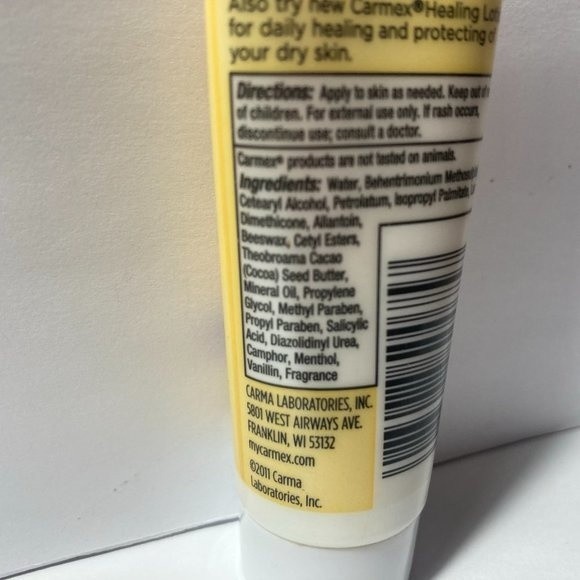 Also try new Carmex® Healing
for daily healing and protecting
your dry skin.
Directions: Apply to skin as needed. Keep out of
of children. For external use only. If rash occurs,
discontinue use; consult a doctor.
Carmex® products are not tested on animals.
Ingredients: Water, Behentrimonium
Cetearyl Alcohol, Petrolatum, Isopropyl Palmitate,
Dimethicone, Allantoin,
Beeswax, Cetyl Esters,
Theobroama Cacao
(Cocoa) Seed Butter,
Mineral Oil, Propylene
Glycol, Methyl Paraben,
Propyl Paraben, Salicylic
Acid, Diazolidinyl Urea,
Camphor, Menthol,
Vanillin, Fragrance
CARMA LABORATORIES, INC.
5801 WEST AIRWAYS AVE.
FRANKLIN, WI 53132
mycarmex.com
©2011 Carma
Laboratories, Inc.